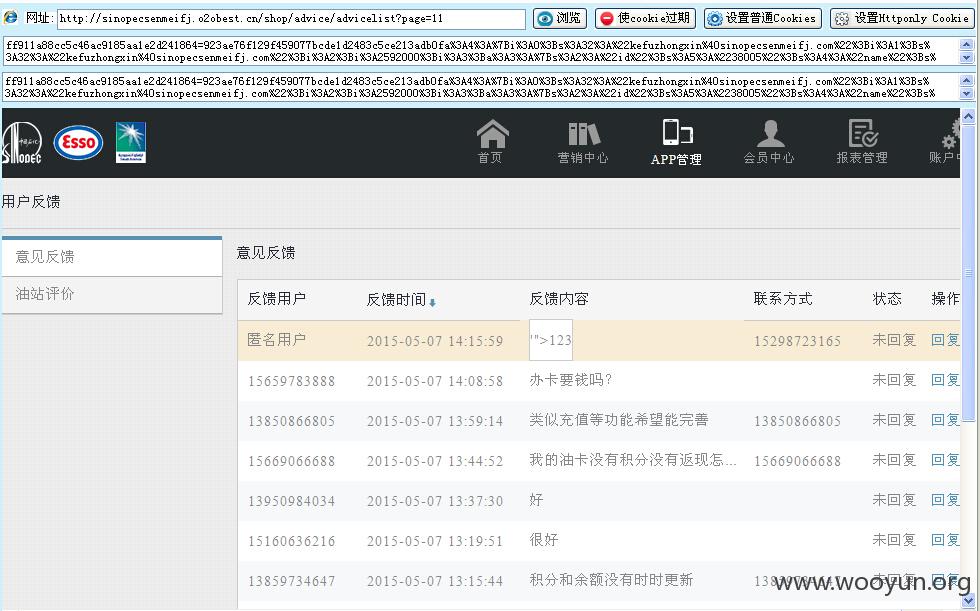 网址: http://sinopecsenmeifj.o2obest.cn/shop/advice/advicelist?page=11 浏览 使cookie过期 设置普通Cookies 设置Httponly Cookie
ff911a88cc5c46ac9185aa1e2d241864=923ae76f129f459077bcde1d2483c5ce213adb0fa%3A4%3A%7Bi%3A0%3Bs%3A32%3A%22kefuzhongxin%40sinopecsenmeifj.com%22%3Bi%3A1%3Bs%
3A32%3A%22kefuzhongxin%40sinopecsenmeifj.com%22%3Bi%3A2%3Bi%3A2592000%3Bi%3A3%3Ba%3A3%3A%7Bs%3A2%3A%22id%22%3Bs%3A5%3A%2238005%22%3Bs%3A4%3A%22name%22%3Bs%
ff911a88cc5c46ac9185aa1e2d241864=923ae76f129f459077bcde1d2483c5ce213adb0fa%3A4%3A%7Bi%3A0%3Bs%3A32%3A%22kefuzhongxin%40sinopecsenmeifj.com%22%3Bi%3A1%3Bs%
3A32%3A%22kefuzhongxin%40sinopecsenmeifj.com%22%3Bi%3A2%3Bi%3A2592000%3Bi%3A3%3Ba%3A3%3A%7Bs%3A2%3A%22id%22%3Bs%3A5%3A%2238005%22%3Bs%3A4%3A%22name%22%3Bs%
Esso
首页 营销中心 APP管理 会员中心 报表管理 账户中
用户反馈
意见反馈
油站评价
意见反馈
反馈用户 反馈时间 反馈内容 联系方式 状态 操作
匿名用户 2015-05-07 14:15:59 '">123 15298723165 未回复 回复
15659783888 2015-05-07 14:08:58 办卡要钱吗? 未回复 回复
13850866805 2015-05-07 13:59:14 类似充值等功能希望能完善 13850866805 未回复 回复
15669066688 2015-05-07 13:44:52 我的油卡没有积分没有返现怎... 15669066688 未回复 回复
13950984034 2015-05-07 13:37:30 好 未回复 回复
15160636216 2015-05-07 13:19:51 很好 未回复 回复
13859734647 2015-05-07 13:15:44 积分和余额没有时时更新 未回复 回复
www.wooyun.org